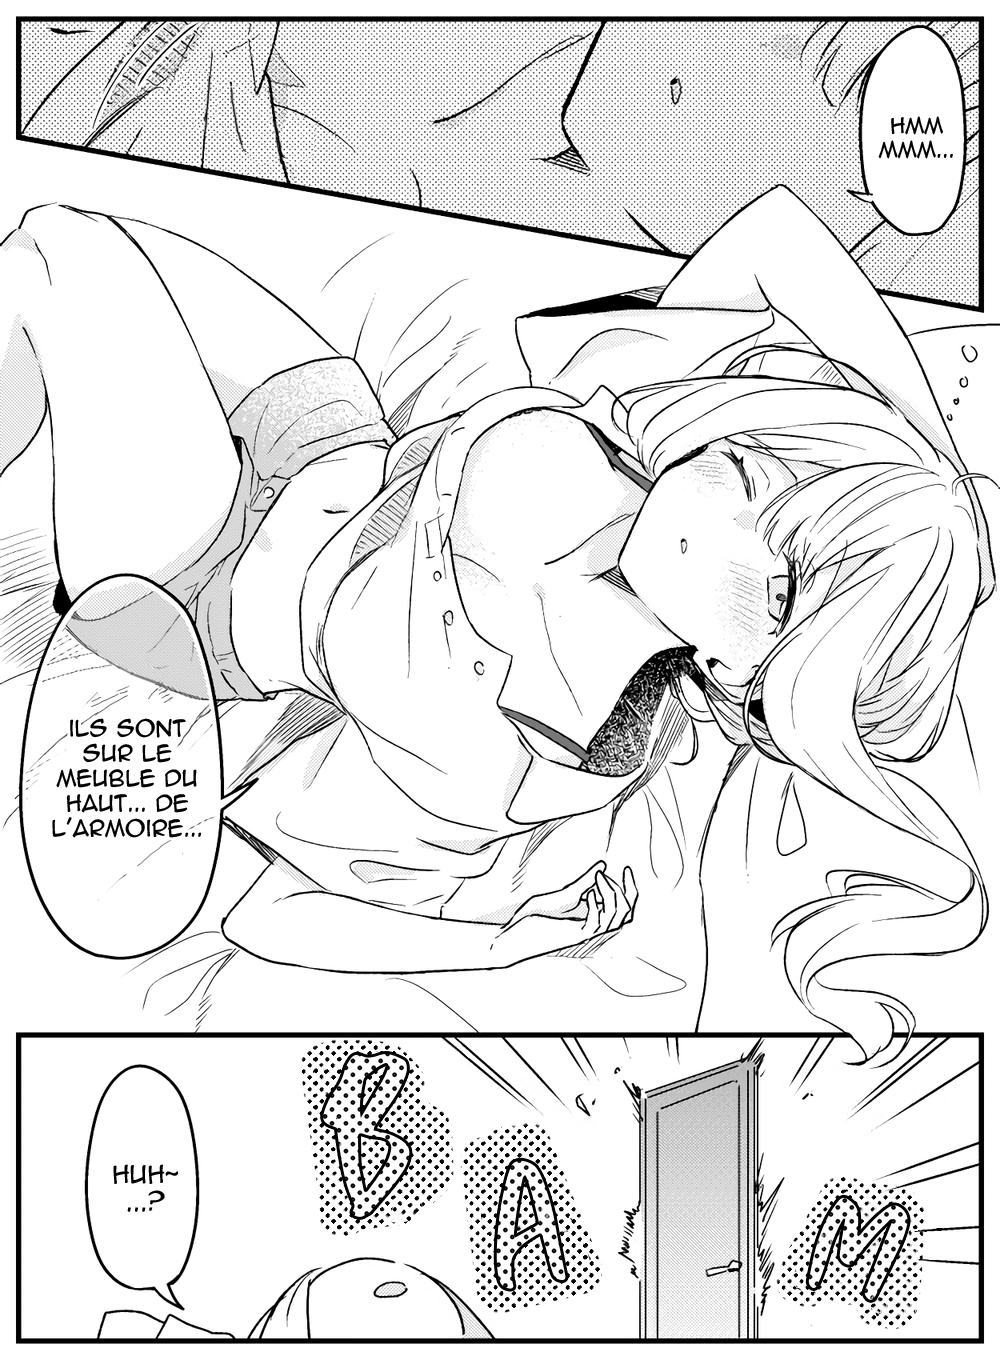 HMM
MMM...
ILS SONT
SUR LE
MEUBLE DU
HAUT... DE
L'ARMOIRE...
BAM
HUH~
...?